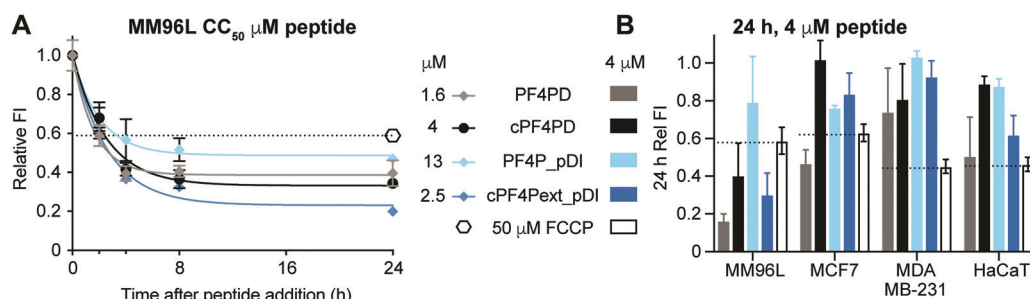 A
MM96L CC50 μM peptide
Relative FI
1.0
0.8
0.6
0.4
0.2
0
0
8
16
24
Time after peptide addition (h)
μM
4 μM
1.6
PF4PD
4
cPF4PD
13
PF4P_pDI
2.5
cPF4Pext_pDI
50 μM FCCP
B
24 h, 4 μM peptide
24 h Rel FI
1.0
0.8
0.6
0.4
0.2
0
MM96L
MCF7
MDA
MB-231
HaCaT